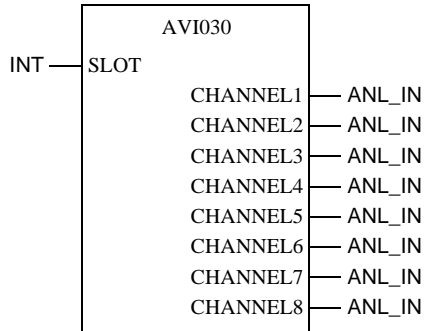 AVI030
INT SLOT
CHANNEL1 ANL_IN
CHANNEL2 ANL_IN
CHANNEL3 ANL_IN
CHANNEL4 ANL_IN
CHANNEL5 ANL_IN
CHANNEL6 ANL_IN
CHANNEL7 ANL_IN
CHANNEL8 ANL_IN